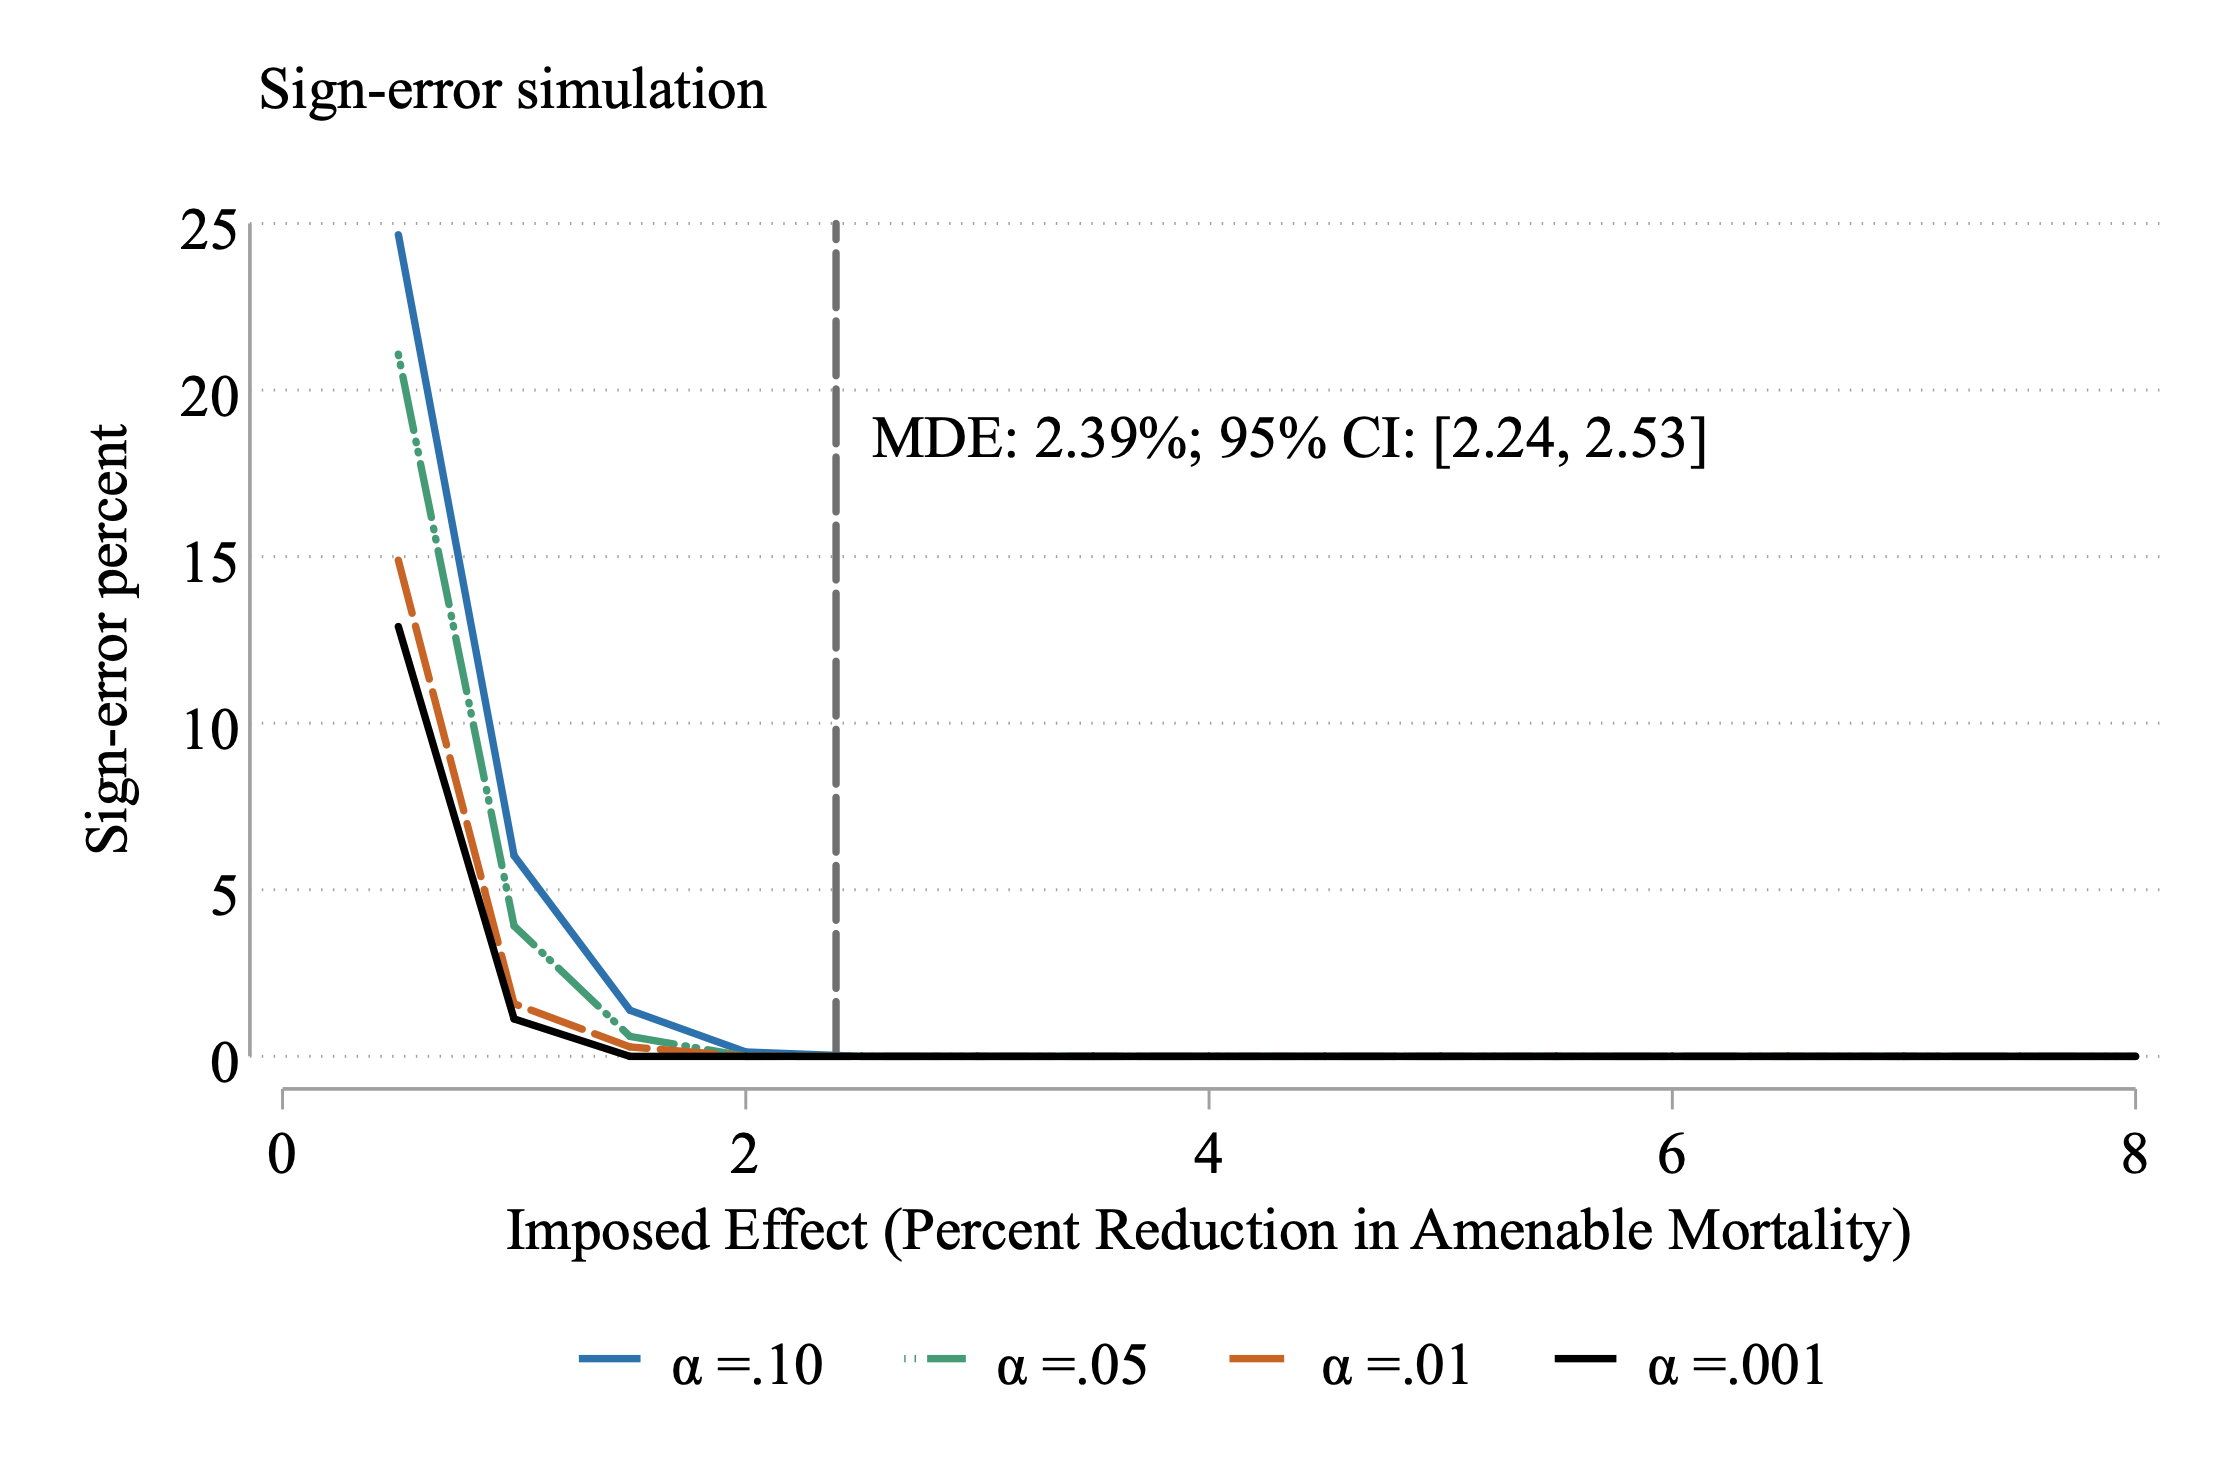 Sign-error simulation
25
20
15
10
5
0
Sign-error percent
MDE: 2.39%; 95% CI: [2.24, 2.53]
0 2 4 6 8
Imposed Effect (Percent Reduction in Amenable Mortality)
α =.10 α =.05 α =.01 α =.001